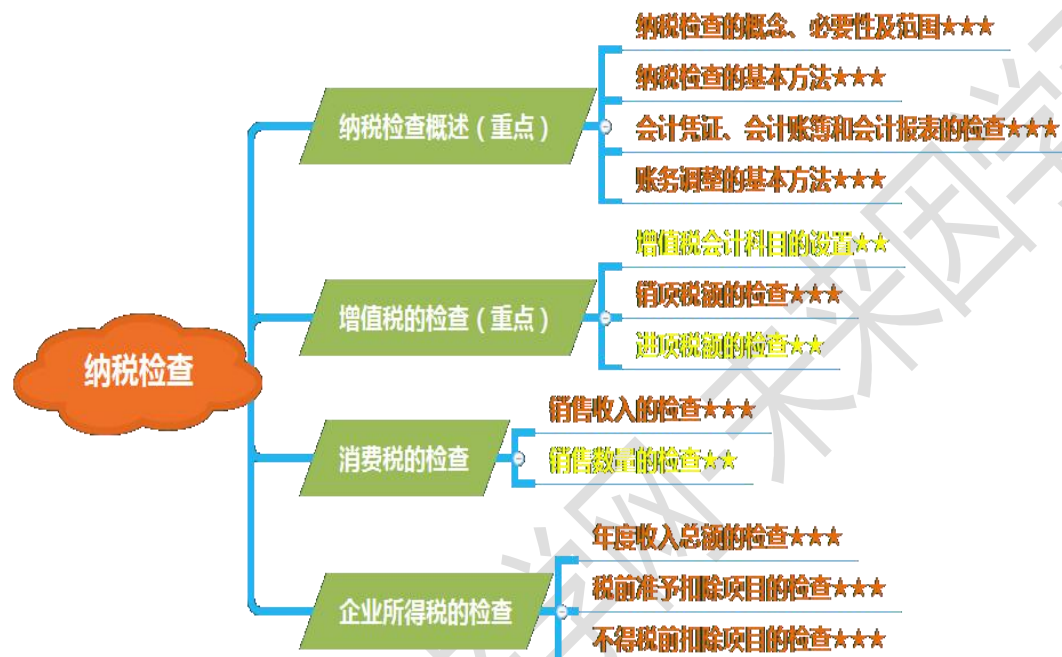 纳税检查
纳税检查概述（重点）
纳税检查的概念、必要性及范围★★★
纳税检查的基本方法★★★
会计凭证、会计账簿和会计报表的检查★★★
账务调整的基本方法★★★
增值税的检查（重点）
增值税会计科目的设置★★
销项税额的检查★★★
进项税额的检查★★
消费税的检查
销售收入的检查★★★
销售数量的检查★★
企业所得税的检查
年度收入总额的检查★★★
税前准予扣除项目的检查★★★
不得税前扣除项目的检查★★★
学网-未来因学